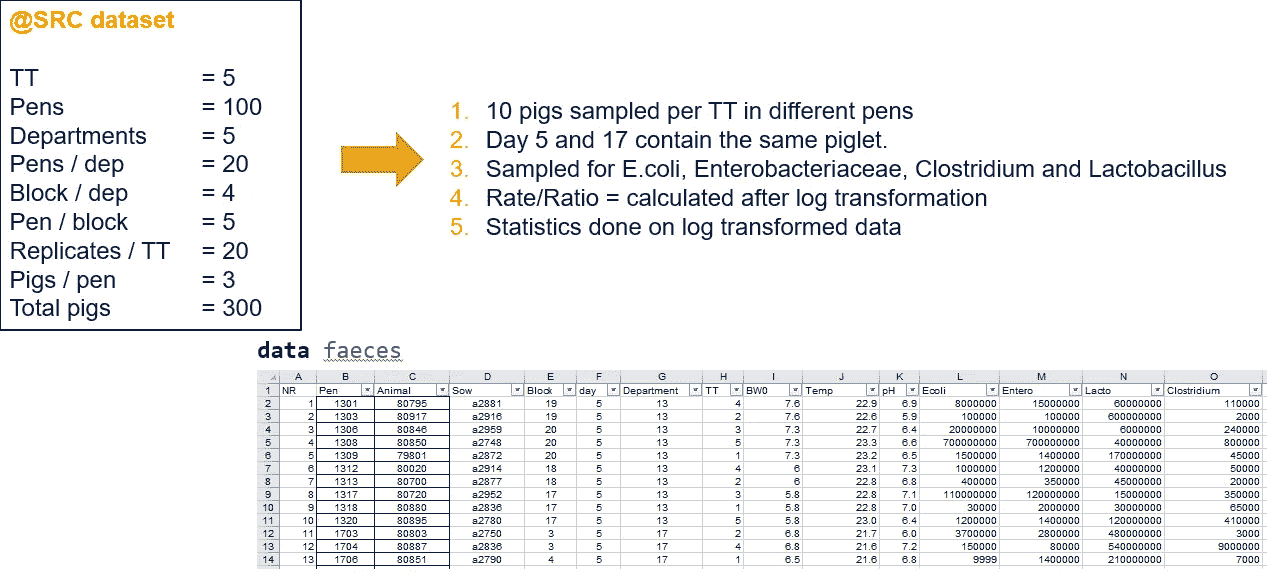 @SRC dataset
TT = 5
Pens = 100
Departments = 5
Pens / dep = 20
Block / dep = 4
Pen / block = 5
Replicates / TT = 20
Pigs / pen = 3
Total pigs = 300
1. 10 pigs sampled per TT in different pens
2. Day 5 and 17 contain the same piglet.
3. Sampled for E.coli, Enterobacteriaceae, Clostridium and Lactobacillus
4. Rate/Ratio = calculated after log transformation
5. Statistics done on log transformed data
data faeces
A B C D E F G H I J K L M N O
1 NR Pen Animal Sow Block day Department TT BW0 Temp pH Ecoli Entero Lacto Clostridium
2 1 1301 80795 a2881 19 5 13 4 7.6 22.9 6.9 8000000 15000000 60000000 110000
3 2 1303 80917 a2916 19 5 13 2 7.6 22.6 5.9 100000 100000 600000000 2000
4 3 1306 80846 a2959 20 5 13 3 7.3 22.7 6.4 20000000 10000000 6000000 240000
5 4 1308 80850 a2748 20 5 13 5 7.3 23.3 6.6 700000000 700000000 40000000 800000
6 5 1309 79801 a2872 20 5 13 1 7.3 23.2 6.5 1500000 1400000 170000000 45000
7 6 1312 80020 a2914 18 5 13 4 6 23.1 7.3 1000000 1200000 40000000 50000
8 7 1313 80700 a2877 18 5 13 2 6 22.8 6.8 400000 350000 45000000 20000
9 8 1317 80720 a2952 17 5 13 3 5.8 22.8 7.1 110000000 120000000 15000000 350000
10 9 1318 80880 a2836 17 5 13 1 5.8 22.8 7.0 30000 2000000 30000000 65000
11 10 1320 80895 a2780 17 5 13 5 5.8 23.0 6.4 1200000 1400000 120000000 410000
12 11 1703 80803 a2750 3 5 17 2 6.8 21.7 6.0 3700000 2800000 480000000 3000
13 12 1704 80887 a2836 3 5 17 4 6.8 21.6 7.2 150000 80000 540000000 9000000
14 13 1706 80851 a2790 4 5 17 1 6.5 21.6 6.8 9999 1400000 210000000 7000